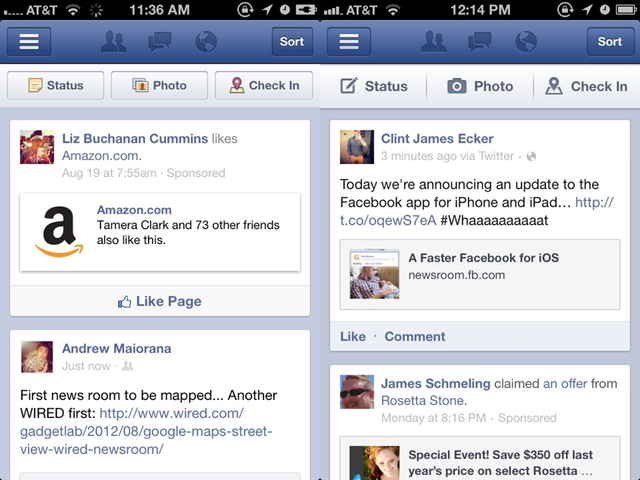 AT&T 11:36 AM
Sort
Status Photo Check In
Liz Buchanan Cummins likes
Amazon.com.
Aug 19 at 7:55am · Sponsored
a
Amazon.com
Tamera Clark and 73 other friends
also like this.
Like Page
Andrew Maiorana
Just now ·
First news room to be mapped... Another
WIRED first: http://www.wired.com/
gadgetlab/2012/08/google-maps-street-
view-wired-newsroom/
AT&T 12:14 PM
Sort
Status Photo Check In
Clint James Ecker
3 minutes ago via Twitter ·
Today we're announcing an update to the
Facebook app for iPhone and iPad... http://
t.co/oqewS7eA #Whaaaaaaaaat
A Faster Facebook for iOS
newsroom.fb.com
Like · Comment
James Schmeling claimed an offer from
Rosetta Stone.
Monday at 8:16 PM · Sponsored
Special Event! Save $350 off last
year's price on select Rosetta ...